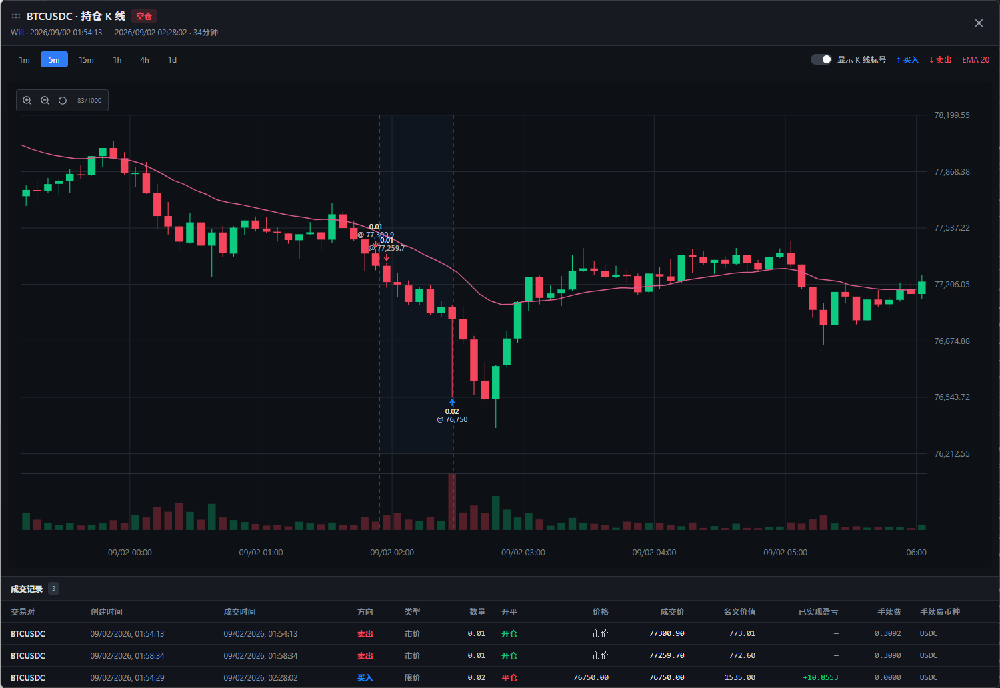 BTCUSDC · 持仓 K 线 空仓
Will · 2026/09/02 01:54:13 — 2026/09/02 02:28:02 · 34分钟
1m 5m 15m 1h 4h 1d 显示 K 线标号 ↑ 买入 ↓ 卖出 EMA 20
83/1000
78,199.55
77,868.38
77,537.22
77,206.05
76,874.88
76,543.72
76,212.55
0.01
@ 77,300.9
0.01
@ 77,259.7
0.02
@ 76,750
09/02 00:00 09/02 01:00 09/02 02:00 09/02 03:00 09/02 04:00 09/02 05:00 06:00
成交记录 3
交易对 创建时间 成交时间 方向 类型 数量 开平 价格 成交价 名义价值 已实现盈亏 手续费 手续费币种
BTCUSDC 09/02/2026, 01:54:13 09/02/2026, 01:54:13 卖出 市价 0.01 开仓 市价 77300.90 773.01 — 0.3092 USDC
BTCUSDC 09/02/2026, 01:58:34 09/02/2026, 01:58:34 卖出 市价 0.01 开仓 市价 77259.70 772.60 — 0.3090 USDC
BTCUSDC 09/02/2026, 01:54:29 09/02/2026, 02:28:02 买入 限价 0.02 平仓 76750.00 76750.00 1535.00 +10.8553 0.0000 USDC